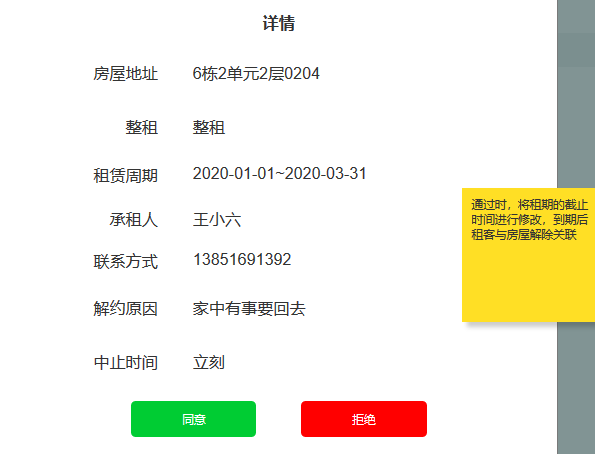 详情
房屋地址 6栋2单元2层0204
整租 整租
租赁周期 2020-01-01~2020-03-31
承租人 王小六
联系方式 13851691392
解约原因 家中有事要回去
中止时间 立刻
同意 拒绝
通过时，将租期的截止
时间进行修改，到期后
租客与房屋解除关联